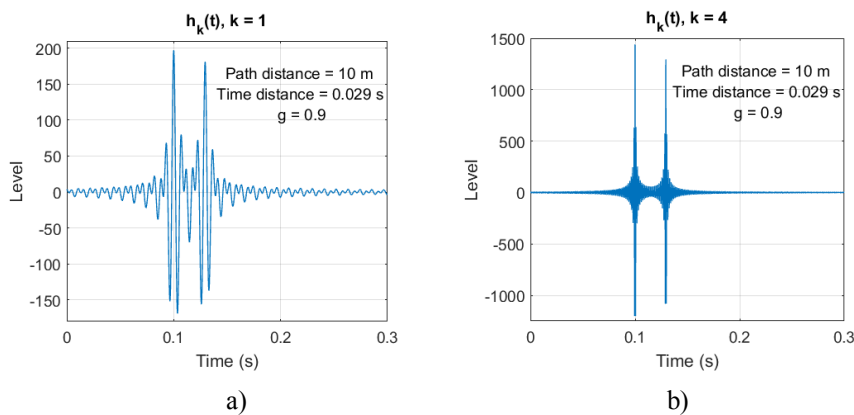 h_k(t), k = 1
200
150
100
50
0
-50
-100
-150
Level
Path distance = 10 m
Time distance = 0.029 s
g = 0.9
0
0.1
0.2
0.3
Time (s)
a)
h_k(t), k = 4
1500
1000
500
0
-500
-1000
Level
Path distance = 10 m
Time distance = 0.029 s
g = 0.9
0
0.1
0.2
0.3
Time (s)
b)